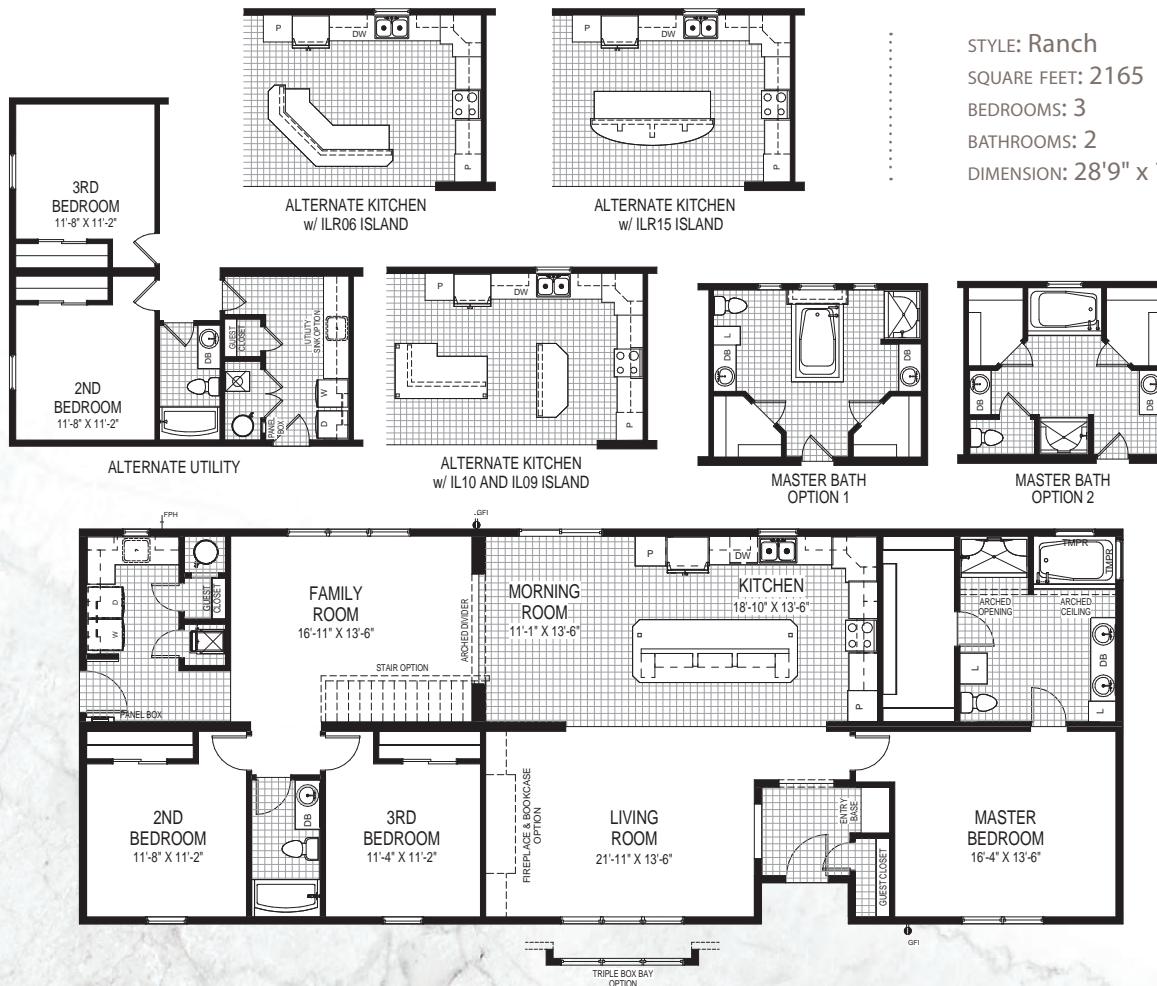 P
DW
P
ALTERNATE KITCHEN
w/ ILR06 ISLAND
P
DW
P
ALTERNATE KITCHEN
w/ ILR15 ISLAND
STYLE: Ranch
SQUARE FEET: 2165
BEDROOMS: 3
BATHROOMS: 2
DIMENSION: 28'9" x
3RD
BEDROOM
11'-8" X 11'-2"
2ND
BEDROOM
11'-8" X 11'-2"
DB
GUEST
CLOSET
UTILITY
SINK OPTION
W
D
PANEL
BOX
ALTERNATE UTILITY
P
DW
P
ALTERNATE KITCHEN
w/ IL10 AND IL09 ISLAND
L
DB
DB
MASTER BATH
OPTION 1
DB
DB
MASTER BATH
OPTION 2
FPH
GFI
D
W
GUEST
CLOSET
PANEL BOX
FAMILY
ROOM
16'-11" X 13'-6"
STAIR OPTION
ARCHED DIVIDER
MORNING
ROOM
11'-1" X 13'-6"
P
DW
KITCHEN
18'-10" X 13'-6"
P
TMPR
TMPR
ARCHED
OPENING
ARCHED
CEILING
L
DB
L
2ND
BEDROOM
11'-8" X 11'-2"
DB
3RD
BEDROOM
11'-4" X 11'-2"
FIREPLACE & BOOKCASE
OPTION
LIVING
ROOM
21'-11" X 13'-6"
ENTRY
BASE
GUEST CLOSET
MASTER
BEDROOM
16'-4" X 13'-6"
GFI
TRIPLE BOX BAY
OPTION